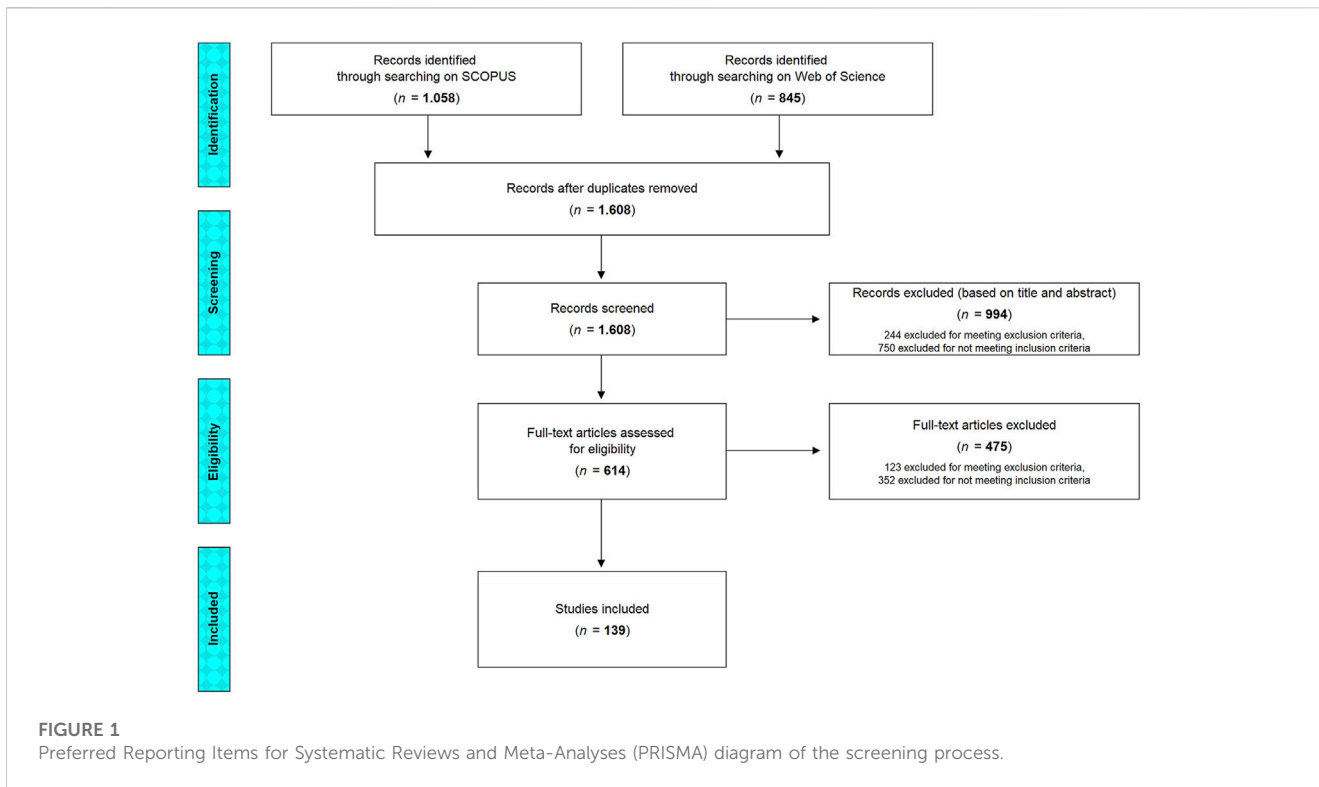 Identification
Records identified
through searching on SCOPUS
(n = 1.058)
Records identified
through searching on Web of Science
(n = 845)
Records after duplicates removed
(n = 1.608)
Screening
Records screened
(n = 1.608)
Records excluded (based on title and abstract)
(n = 994)
244 excluded for meeting exclusion criteria,
750 excluded for not meeting inclusion criteria
Eligibility
Full-text articles assessed
for eligibility
(n = 614)
Full-text articles excluded
(n = 475)
123 excluded for meeting exclusion criteria,
352 excluded for not meeting inclusion criteria
Included
Studies included
(n = 139)
FIGURE 1
Preferred Reporting Items for Systematic Reviews and Meta-Analyses (PRISMA) diagram of the screening process.